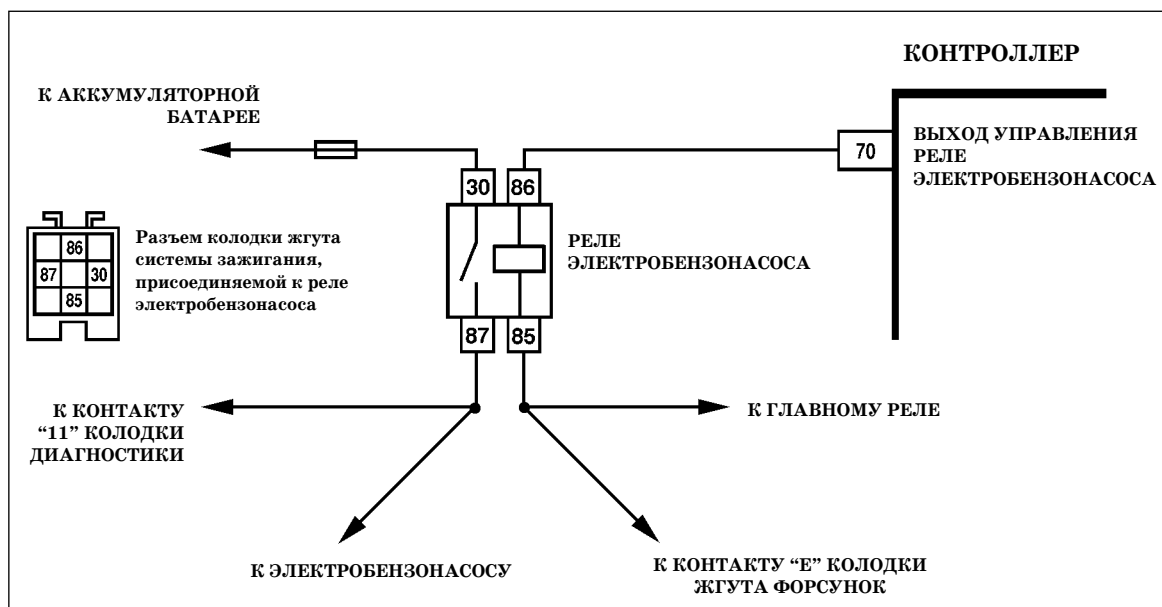 КОНТРОЛЛЕР
К АККУМУЛЯТОРНОЙ
БАТАРЕЕ
70
ВЫХОД УПРАВЛЕНИЯ
РЕЛЕ
ЭЛЕКТРОБЕНЗОНАСОСА
30
86
86
87
30
85
Разъем колодки жгута
системы зажигания,
присоединяемой к реле
электробензонасоса
РЕЛЕ
ЭЛЕКТРОБЕНЗОНАСОСА
87
85
К КОНТАКТУ
“11” КОЛОДКИ
ДИАГНОСТИКИ
К ГЛАВНОМУ РЕЛЕ
К ЭЛЕКТРОБЕНЗОНАСОСУ
К КОНТАКТУ “Е” КОЛОДКИ
ЖГУТА ФОРСУНОК